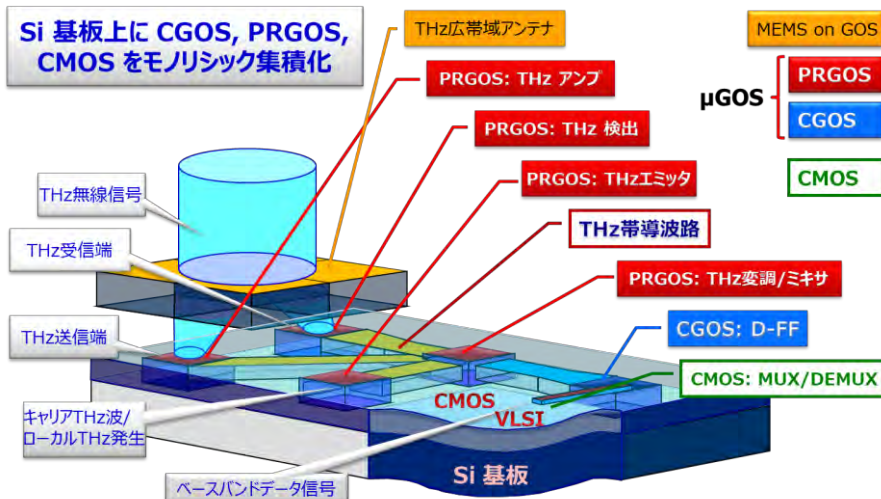 Si 基板上に CGOS, PRGOS,
CMOS をモノリシック集積化
THz広帯域アンテナ
MEMS on GOS
PRGOS: THz アンプ
μGOS
PRGOS
PRGOS: THz 検出
CGOS
PRGOS: THzエミッタ
CMOS
THz無線信号
THz帯導波路
THz受信端
PRGOS: THz変調/ミキサ
THz送信端
CGOS: D-FF
CMOS: MUX/DEMUX
キャリアTHz波/
ローカルTHz発生
CMOS
VLSI
Si 基板
ベースバンドデータ信号